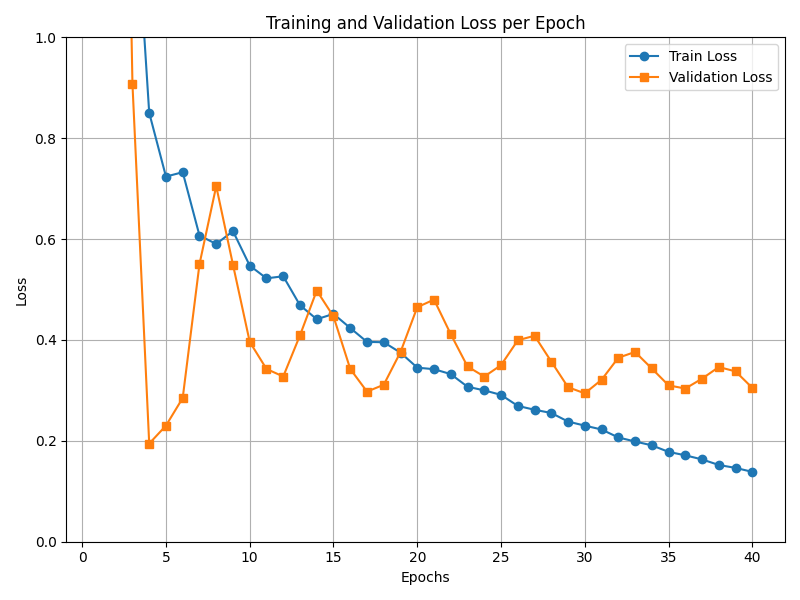 Training and Validation Loss per Epoch
1.0
0.8
0.6
0.4
0.2
0.0
Loss
Train Loss
Validation Loss
0 5 10 15 20 25 30 35 40
Epochs